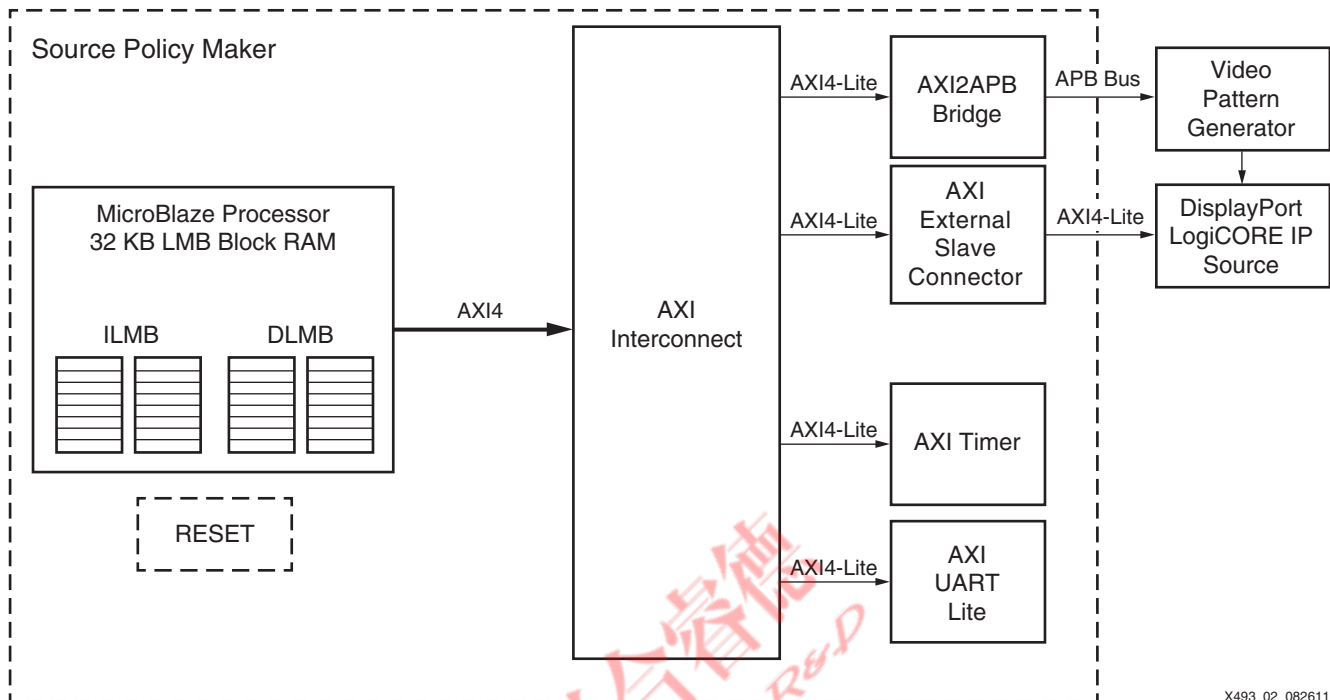 Source Policy Maker
MicroBlaze Processor
32 KB LMB Block RAM
ILMB
DLMB
RESET
AXI4
AXI
Interconnect
AXI4-Lite
AXI2APB
Bridge
APB Bus
Video
Pattern
Generator
AXI4-Lite
AXI
External
Slave
Connector
AXI4-Lite
DisplayPort
LogiCORE IP
Source
AXI4-Lite
AXI Timer
AXI4-Lite
AXI
UART
Lite
睿德
R&D
X493_02_082611